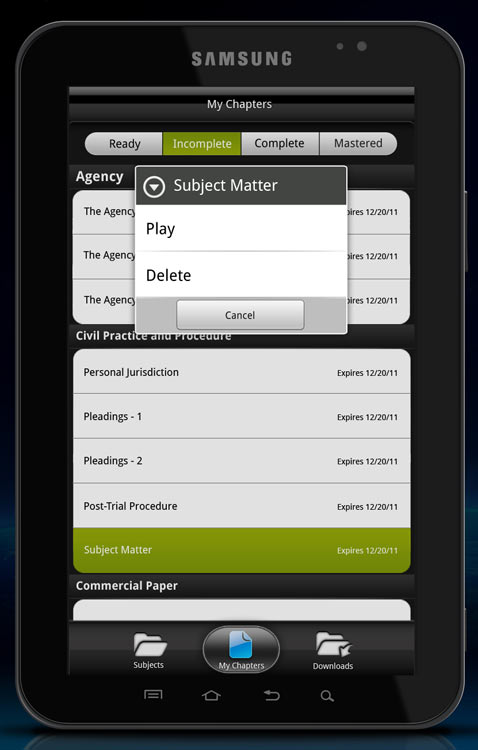 SAMSUNG
My Chapters
Ready Incomplete Complete Mastered
Agency
Subject Matter
The Agency
pires 12/20/11
Play
The Agency
pires 12/20/11
Delete
The Agency
pires 12/20/11
Cancel
Civil Practice and Procedure
Personal Jurisdiction Expires 12/20/11
Pleadings - 1 Expires 12/20/11
Pleadings - 2 Expires 12/20/11
Post-Trial Procedure Expires 12/20/11
Subject Matter Expires 12/20/11
Commercial Paper
Subjects My Chapters Downloads